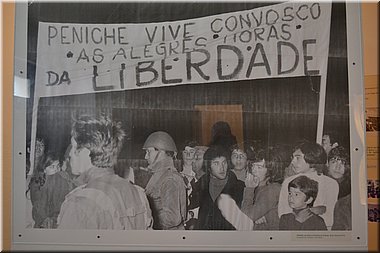 PENICHE VIVE CONVOSCO
AS ALEGRES HORAS
DA LIBERDADE